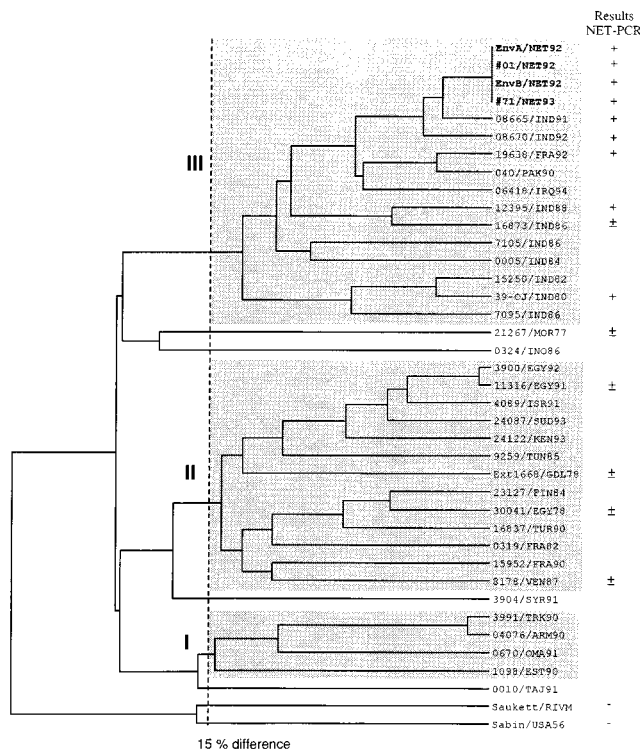 Results
NET-PCR
EnvA/NET92 +
#01/NET92 +
EnvB/NET92 +
#71/NET93 +
08665/IND91 +
08670/IND92 +
19638/FRA92 +
III
040/PAK90
06418/IRQ94
12395/IND88 +
16873/IND86 ±
7105/IND86
0005/IND84
15250/IND82
39-OJ/IND80 +
7095/IND86
21267/MOR77 ±
0324/INO86
3900/EGY92
11316/EGY91 ±
4089/ISR91
24087/SUD93
24122/KEN93
9259/TUN85
II
Ext1668/GDL78 ±
23127/FIN84
30041/EGY78 ±
16837/TUR90
0319/FRA82
15952/FRA90
8178/VEN87 ±
3904/SYR91
3991/TRK90
04076/ARM90
I
0670/OMA91
1098/EST90
0010/TAJ91
Saukett/RIVM -
Sabin/USA56 -
15 % difference